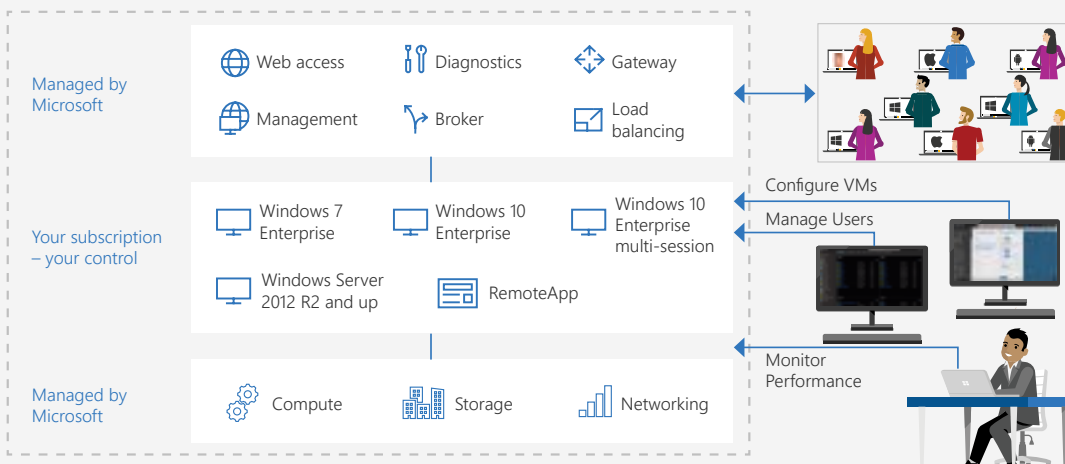 Managed by
Microsoft
Web access
Diagnostics
Gateway
Management
Broker
Load
balancing
Your subscription
– your control
Windows 7
Enterprise
Windows 10
Enterprise
Windows 10
Enterprise
multi-session
Windows Server
2012 R2 and up
RemoteApp
Configure VMs
Manage Users
Monitor
Performance
Managed by
Microsoft
Compute
Storage
Networking